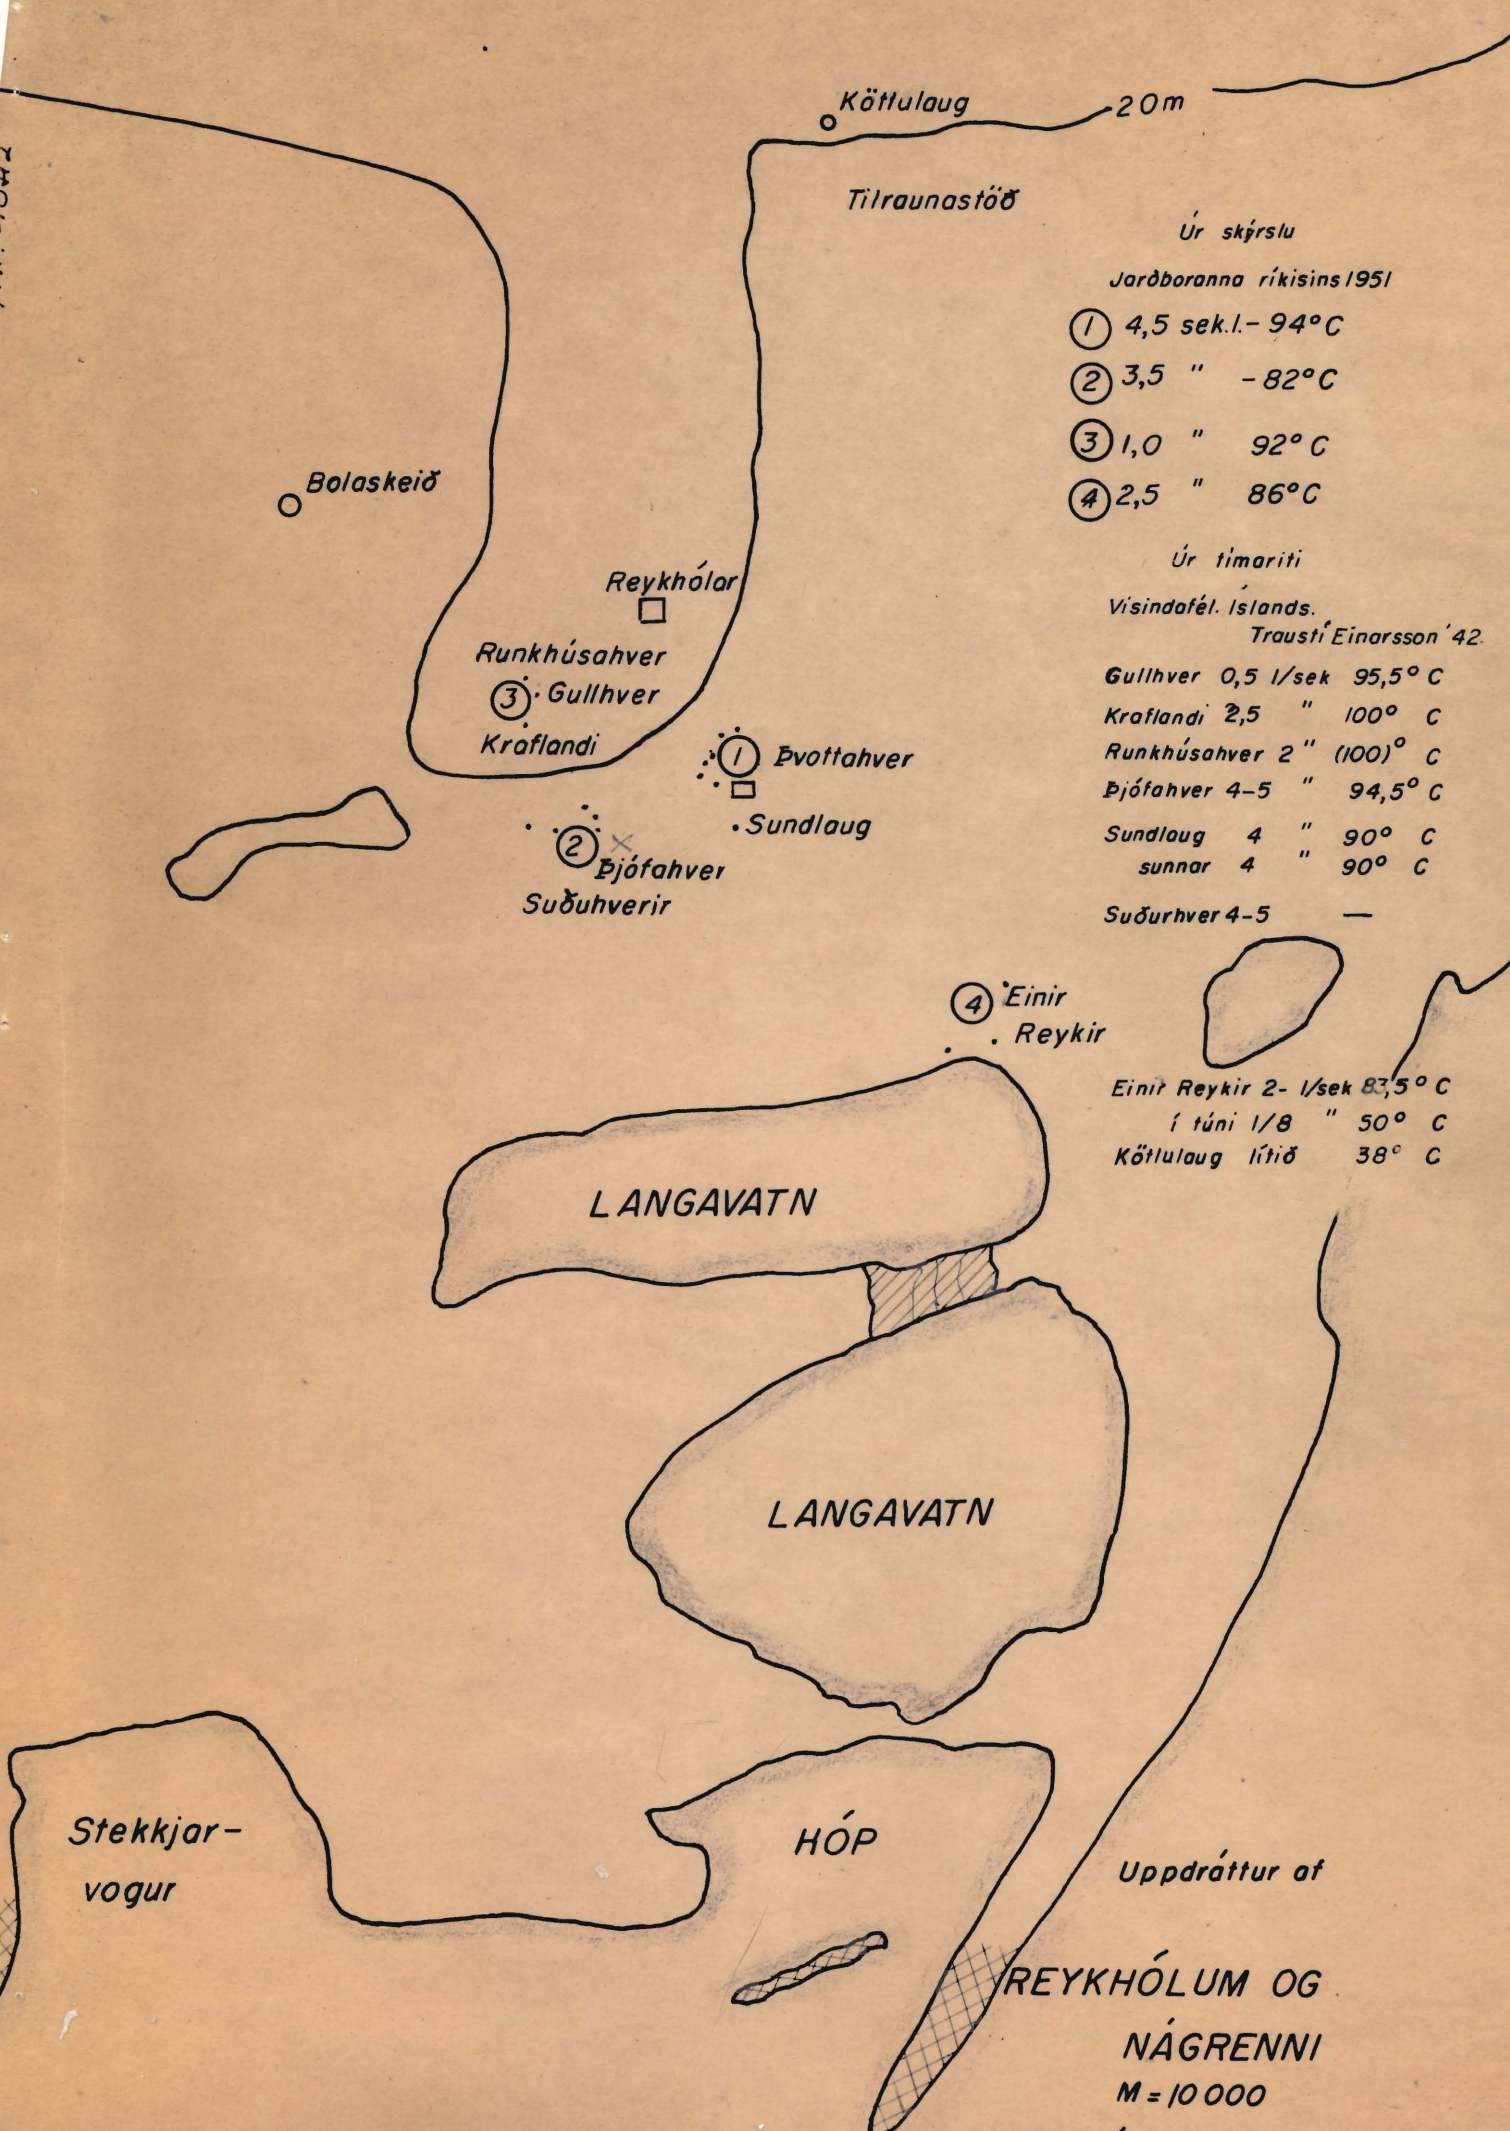 Kötlulaug
20m
Tilraunastöð
Úr skýrslu
Jarðboranna ríkisins 1951
1 4,5 sek.l.- 94°C
2 3,5 " - 82°C
3 1,0 " 92°C
4 2,5 " 86°C
Bolaskeið
Reykhólar
Runkhúsahver
3 Gullhver
Kraflandi
1 Þvottahver
Sundlaug
2
Þjófahver
Suðuhverir
Úr tímariti
Vísindafél. Íslands.
Trausti Einarsson '42
Gullhver 0,5 l/sek 95,5° C
Kraflandi 2,5 " 100° C
Runkhúsahver 2 " (100)° C
Þjófahver 4-5 " 94,5° C
Sundlaug 4 " 90° C
sunnar 4 " 90° C
Suðurhver 4-5 —
4 Einir
Reykir
Einir Reykir 2- l/sek 83,5° C
í túni 1/8 " 50° C
Kötlulaug lítið 38° C
LANGAVATN
LANGAVATN
Stekkjar-
vogur
HÓP
Uppdráttur af
REYKHÓLUM OG
NÁGRENNI
M = 10 000